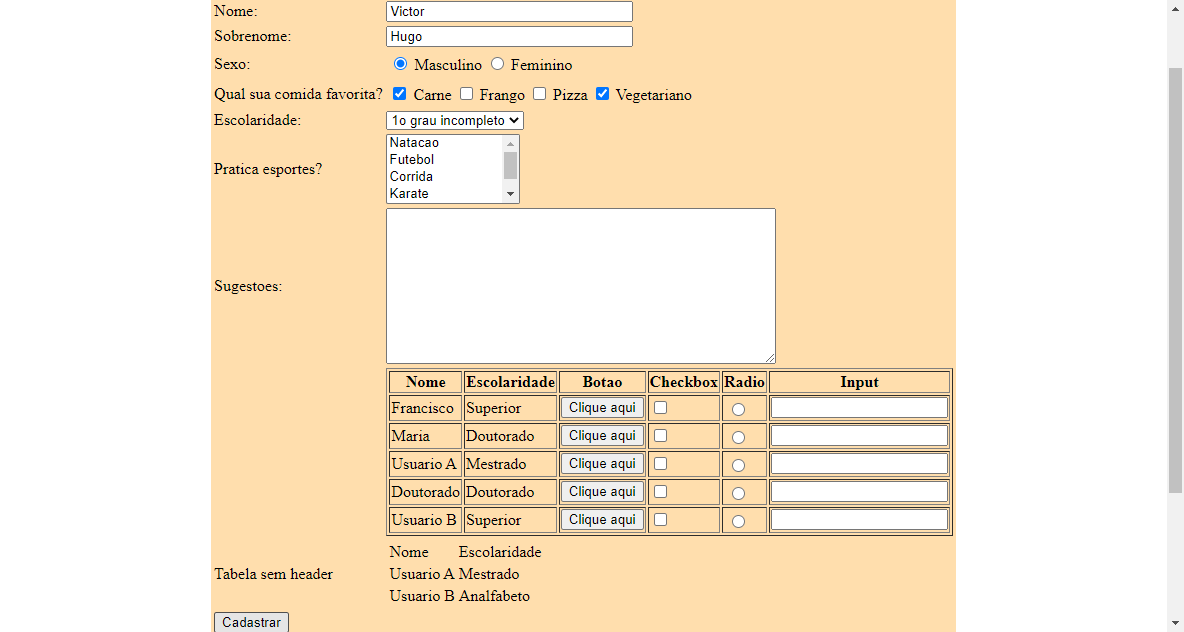 Nome: Victor
Sobrenome: Hugo
Sexo: Masculino Feminino
Qual sua comida favorita? Carne Frango Pizza Vegetariano
Escolaridade: 1o grau incompleto
Pratica esportes?
Natacao
Futebol
Corrida
Karate
Sugestoes:
Nome Escolaridade Botao Checkbox Radio Input
Francisco Superior Clique aqui
Maria Doutorado Clique aqui
Usuario A Mestrado Clique aqui
Doutorado Doutorado Clique aqui
Usuario B Superior Clique aqui
Tabela sem header
Nome Escolaridade
Usuario A Mestrado
Usuario B Analfabeto
Cadastrar